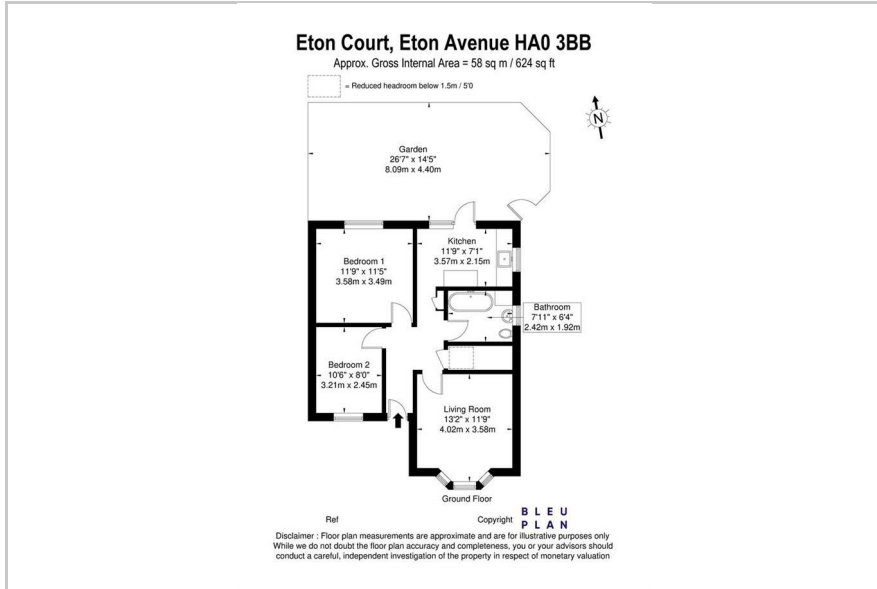 Eton Court, Eton Avenue HA0 3BB
Approx. Gross Internal Area = 58 sq m / 624 sq ft
= Reduced headroom below 1.5m / 5'0
N
Garden
26'7" x 14'5"
8.09m x 4.40m
Kitchen
11'9" x 7'1"
3.57m x 2.15m
Bedroom 1
11'9" x 11'5"
3.58m x 3.49m
Bathroom
7'11" x 6'4"
2.42m x 1.92m
Bedroom 2
10'6" x 8'0"
3.21m x 2.45m
Living Room
13'2" x 11'9"
4.02m x 3.58m
Ground Floor
Ref
Copyright
BLEU
PLAN
Disclaimer : Floor plan measurements are approximate and are for illustrative purposes only
While we do not doubt the floor plan accuracy and completeness, you or your advisors should
conduct a careful, independent investigation of the property in respect of monetary valuation